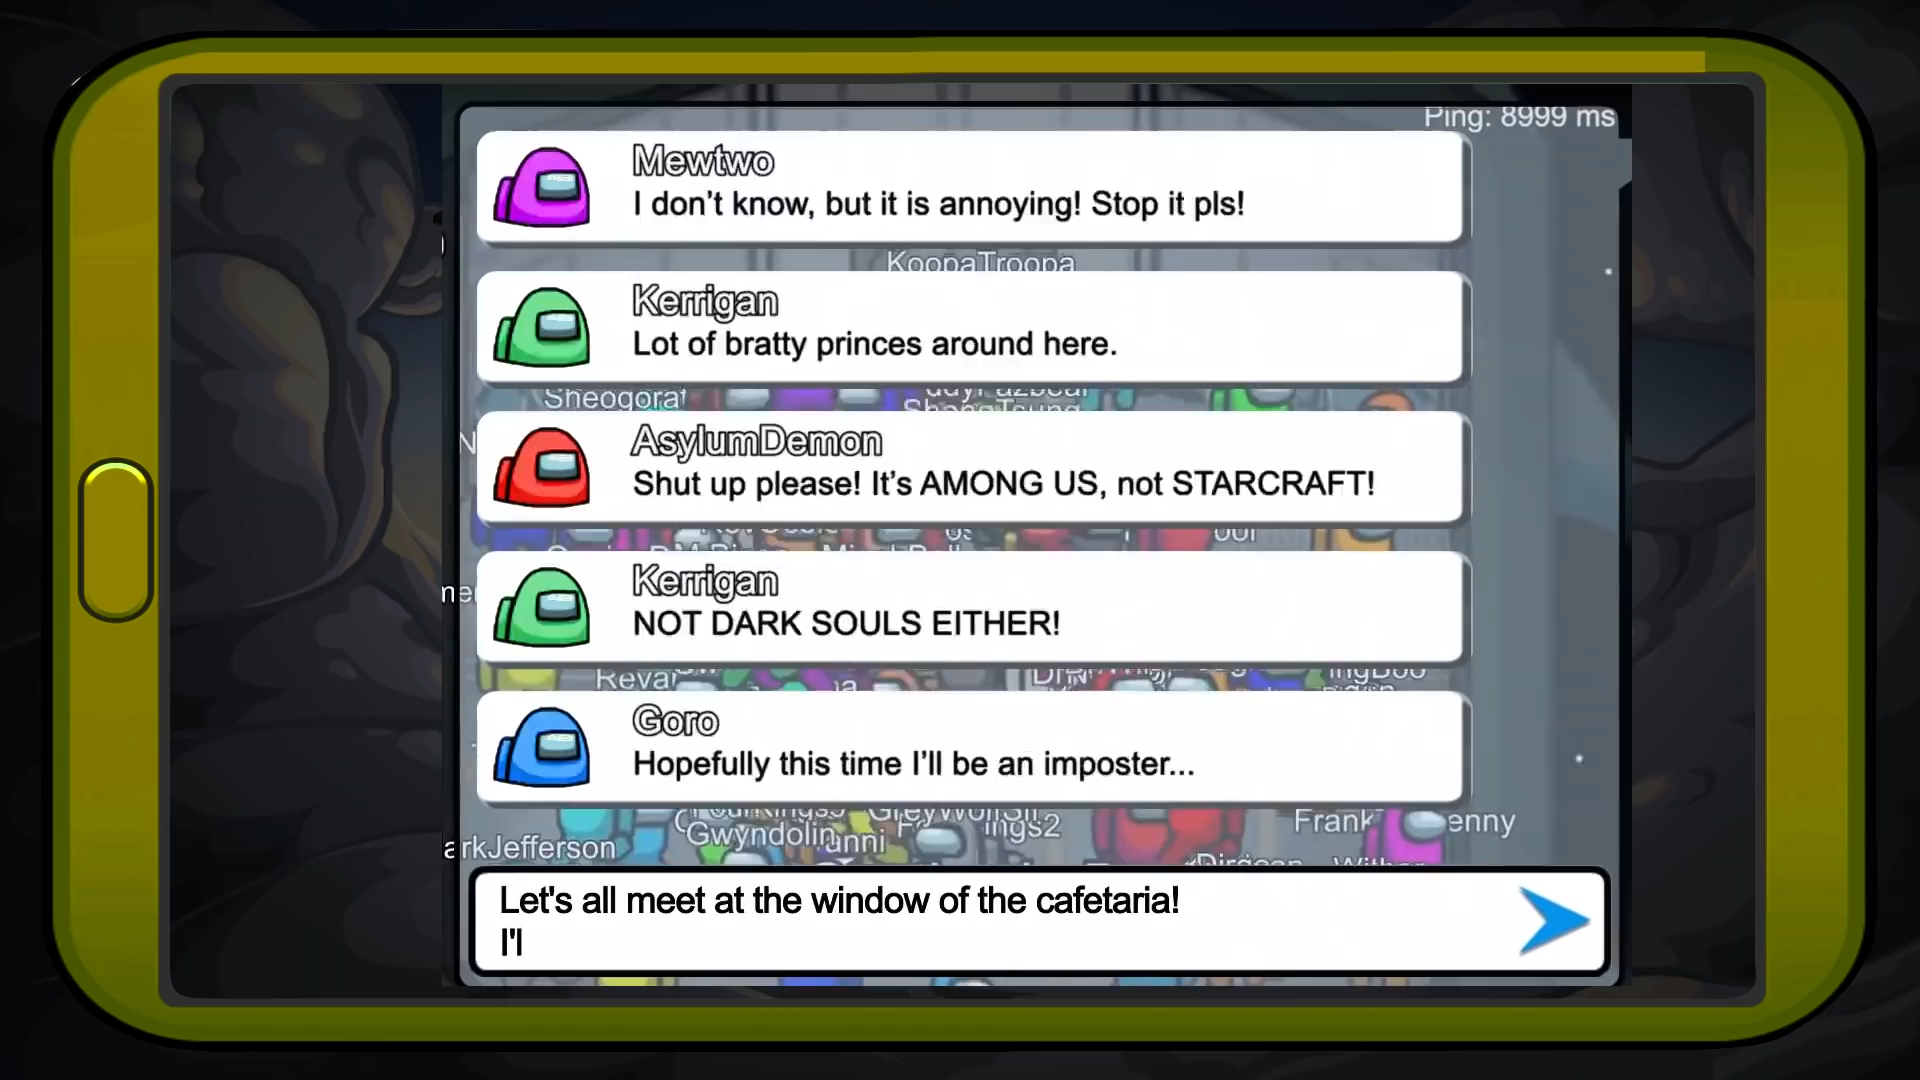 Ping: 8999 ms
Mewtwo
I don't know, but it is annoying! Stop it pls!
KoopaTroopa
Kerrigan
Lot of bratty princes around here.
AsylumDemon
Shut up please! It's AMONG US, not STARCRAFT!
Kerrigan
NOT DARK SOULS EITHER!
Goro
Hopefully this time I'll be an imposter...
Gwyndolin
arkJefferson
Frank
enny
Let's all meet at the window of the cafetaria!
I'l